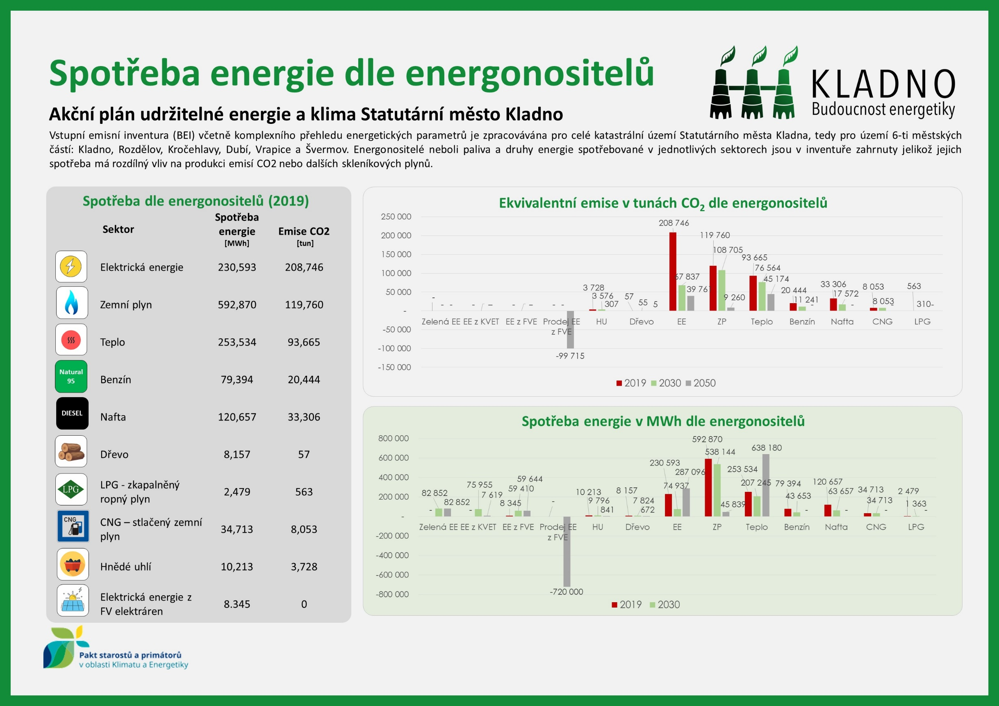 Spotřeba energie dle energonositelů
KLADNO
Budoucnost energetiky
Akční plán udržitelné energie a klima Statutární město Kladno
Vstupní emisní inventura (BEI) včetně komplexního přehledu energetických parametrů je zpracovávána pro celé katastrální území Statutárního města Kladna, tedy pro území 6-ti městských
částí: Kladno, Rozdělov, Kročehlavy, Dubí, Vrapice a Švermov. Energonositelé neboli paliva a druhy energie spotřebované v jednotlivých sektorech jsou v inventuře zahrnuty jelikož jejich
spotřeba má rozdílný vliv na produkci emisí CO2 nebo dalších skleníkových plynů.
Spotřeba dle energonositelů (2019)
Sektor
Spotřeba
energie
[MWh]
Emise CO2
[tun]
Elektrická energie 230,593 208,746
Zemní plyn 592,870 119,760
Teplo 253,534 93,665
Natural
95
Benzín 79,394 20,444
DIESEL
Nafta 120,657 33,306
Dřevo 8,157 57
LPG
LPG - zkapalněný
ropný plyn
2,479 563
CNG
CNG – stlačený zemní
plyn
34,713 8,053
Hnědé uhlí 10,213 3,728
Elektrická energie z
FV elektráren
8.345 0
Ekvivalentní emise v tunách CO2 dle energonositelů
250 000
200 000
150 000
100 000
50 000
-
-50 000
-100 000
-150 000
- - -
- - -
- - -
- - -99 715
3 728 3 576 307
57 55 5
208 746 67 837 39 761
119 760 108 705 9 260
93 665 76 564 45 174
20 444 11 241 -
33 306 17 572 -
8 053 8 053 -
563 310 -
Zelená EE EE z KVET EE z FVE Prodej EE HU Dřevo EE ZP Teplo Benzín Nafta CNG LPG
z FVE
2019 2030 2050
Spotřeba energie v MWh dle energonositelů
800 000
600 000
400 000
200 000
-
-200 000
-400 000
-600 000
-800 000
- 82 852 82 852
- 75 955 7 619
8 345 59 410 59 644
- -720 000
10 213 9 796 841
8 157 7 824 672
230 593 74 937 287 096
592 870 538 144 45 839
253 534 207 245 638 180
79 394 43 653 -
120 657 63 657 -
34 713 34 713 -
2 479 1 363 -
Zelená EE EE z KVET EE z FVE Prodej EE HU Dřevo EE ZP Teplo Benzín Nafta CNG LPG
z FVE
2019 2030
Pakt starostů a primátorů
v oblasti Klimatu a Energetiky